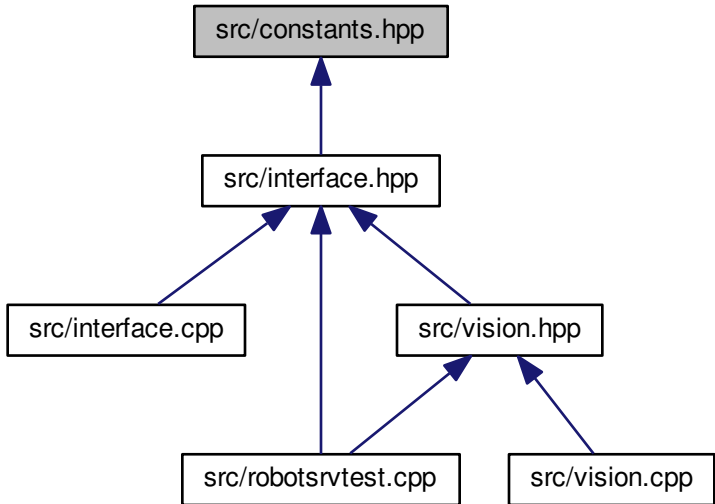 src/constants.hpp
src/interface.hpp
src/interface.cpp
src/vision.hpp
src/robotsrvtest.cpp
src/vision.cpp